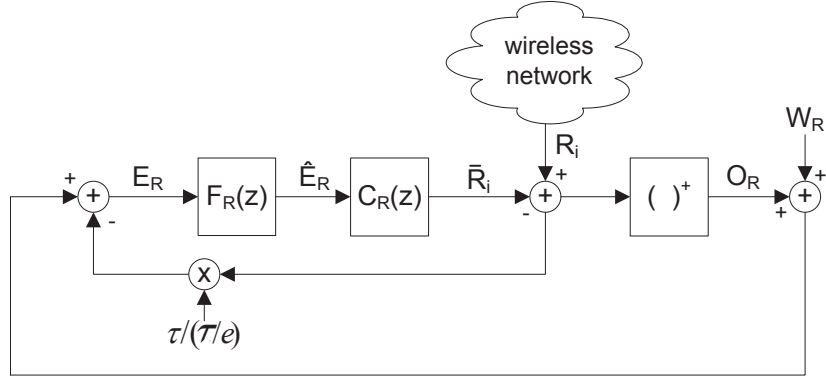 wireless
network
W_R
R_i
+
+
E_R
F_R(z)
Ê_R
C_R(z)
R̄_i
+
-
( )⁺
O_R
+
+
+
-
x
τ/(τ/e)